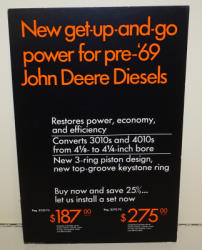 New get-up-and-go
power for pre-'69
John Deere Diesels
Restores power, economy,
and efficiency
Converts 3010s and 4010s
from 4⅛- to 4¼-inch bore
New 3-ring piston design,
new top-groove keystone ring
Buy now and save 25%...
let us install a set now
$187 00 $275 00